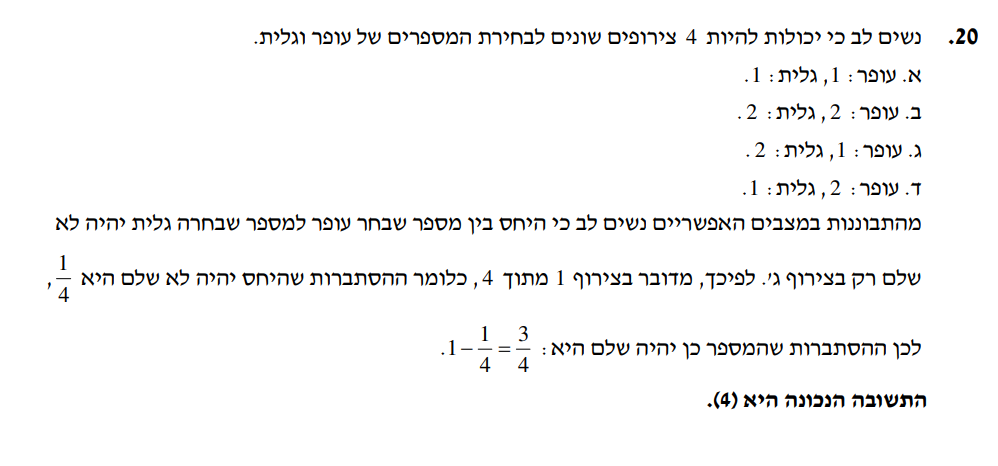 20. נשים לב כי יכולות להיות 4 צירופים שונים לבחירת המספרים של עופר וגלית.
א. עופר: 1, גלית: 1.
ב. עופר: 2, גלית: 2.
ג. עופר: 1, גלית: 2.
ד. עופר: 2, גלית: 1.
מהתבוננות במצבים האפשריים נשים לב כי היחס בין מספר שבחר עופר למספר שבחרה גלית יהיה לא
שלם רק בצירוף ג'. לפיכך, מדובר בצירוף 1 מתוך 4, כלומר ההסתברות שהיחס יהיה לא שלם היא 1/4,
לכן ההסתברות שהמספר כן יהיה שלם היא: 1 − 1/4 = 3/4.
התשובה הנכונה היא (4).